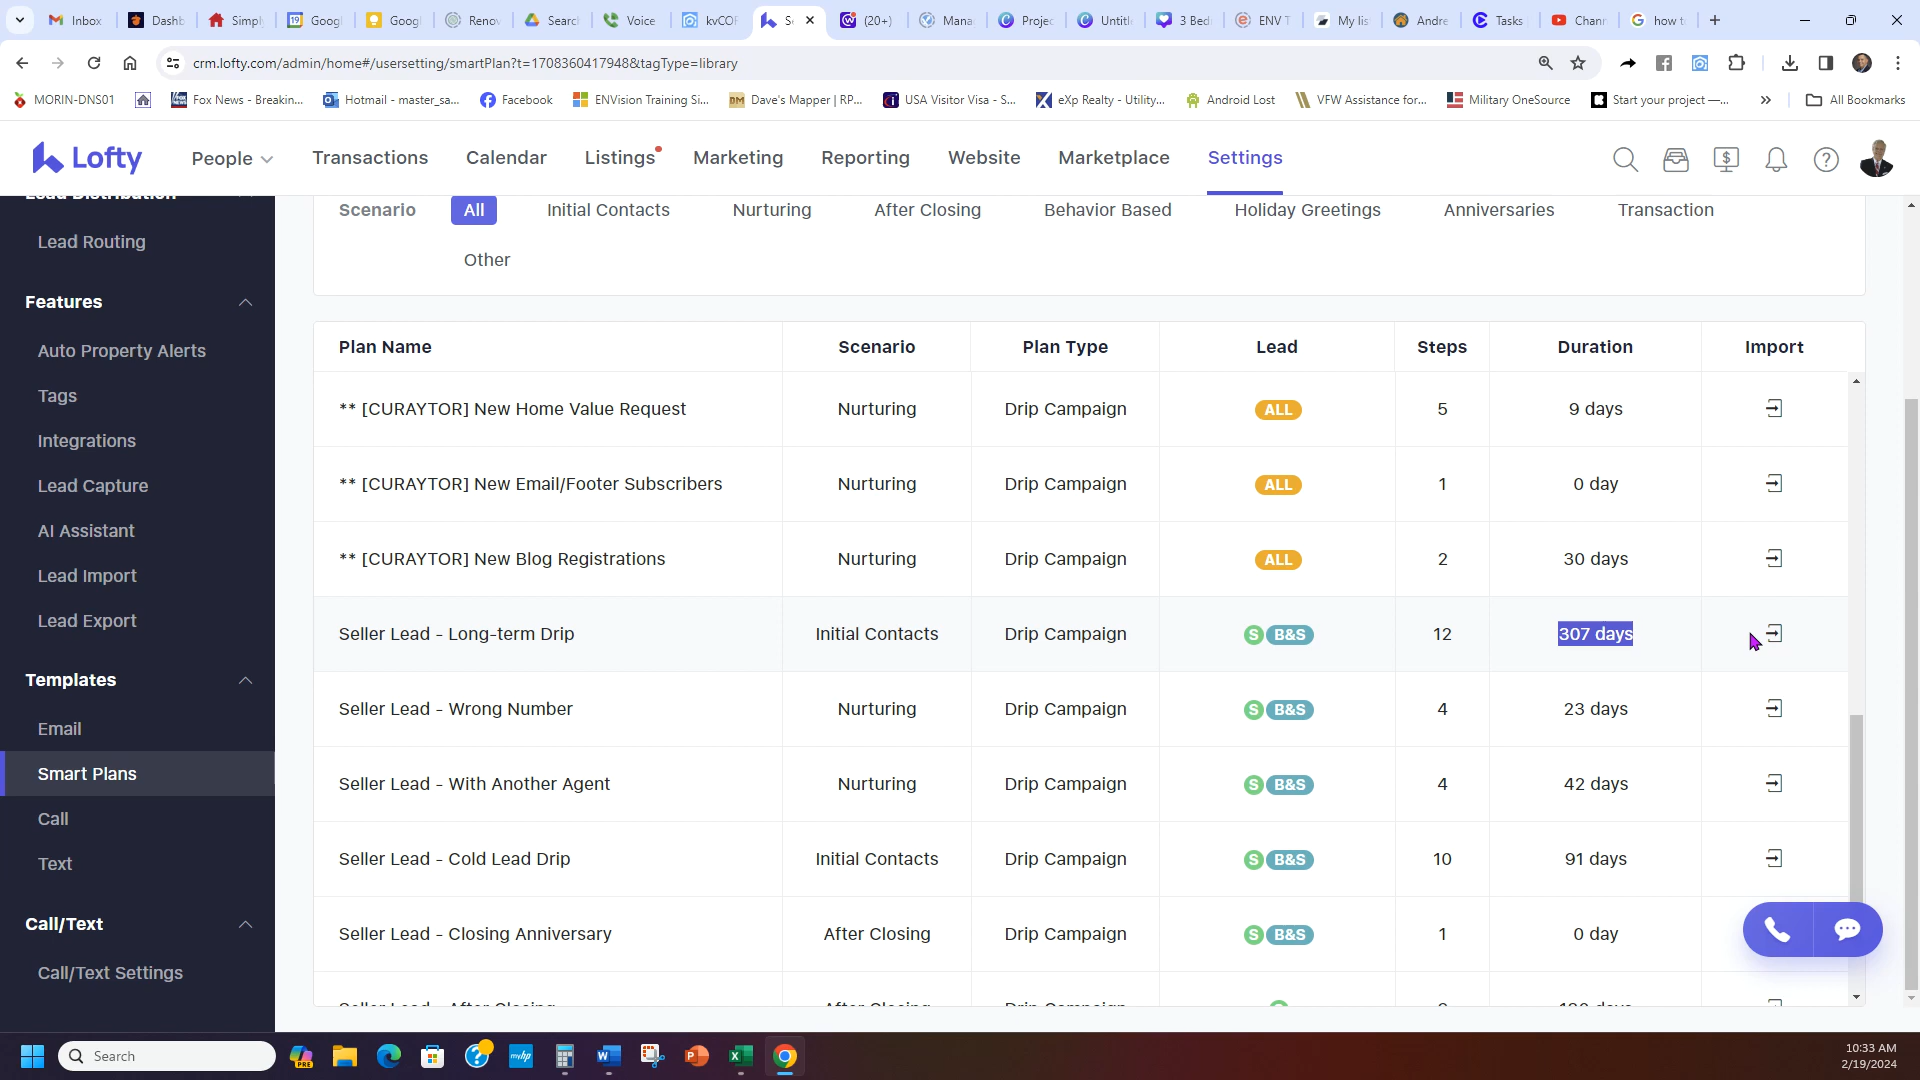 Inbox
Dashb
Simply
Googl
Googl
Renov
Search
Voice
kvCOR
(20+)
Mana
Projec
Untitl
3 Bed
ENV T
My lis
Andre
Tasks
Chann
how t
crm.lofty.com/admin/home#/usersetting/smartPlan?t=1708360417948&tagType=library
MORIN-DNS01
Fox News - Breakin...
Hotmail - master_sa...
Facebook
ENVision Training Si...
Dave's Mapper | RP...
USA Visitor Visa - S...
eXp Realty - Utility...
Android Lost
VFW Assistance for...
Military OneSource
Start your project —...
All Bookmarks
Lofty
People
Transactions
Calendar
Listings
Marketing
Reporting
Website
Marketplace
Settings
Lead Distribution
Lead Routing
Features
Auto Property Alerts
Tags
Integrations
Lead Capture
AI Assistant
Lead Import
Lead Export
Templates
Email
Smart Plans
Call
Text
Call/Text
Call/Text Settings
Scenario All Initial Contacts Nurturing After Closing Behavior Based Holiday Greetings Anniversaries Transaction
Other
Plan Name Scenario Plan Type Lead Steps Duration Import
** [CURAYTOR] New Home Value Request Nurturing Drip Campaign ALL 5 9 days
** [CURAYTOR] New Email/Footer Subscribers Nurturing Drip Campaign ALL 1 0 day
** [CURAYTOR] New Blog Registrations Nurturing Drip Campaign ALL 2 30 days
Seller Lead - Long-term Drip Initial Contacts Drip Campaign S B&S 12 307 days
Seller Lead - Wrong Number Nurturing Drip Campaign S B&S 4 23 days
Seller Lead - With Another Agent Nurturing Drip Campaign S B&S 4 42 days
Seller Lead - Cold Lead Drip Initial Contacts Drip Campaign S B&S 10 91 days
Seller Lead - Closing Anniversary After Closing Drip Campaign S B&S 1 0 day
Seller Lead - After Closing After Closing Drip Campaign
Search
10:33 AM
2/19/2024